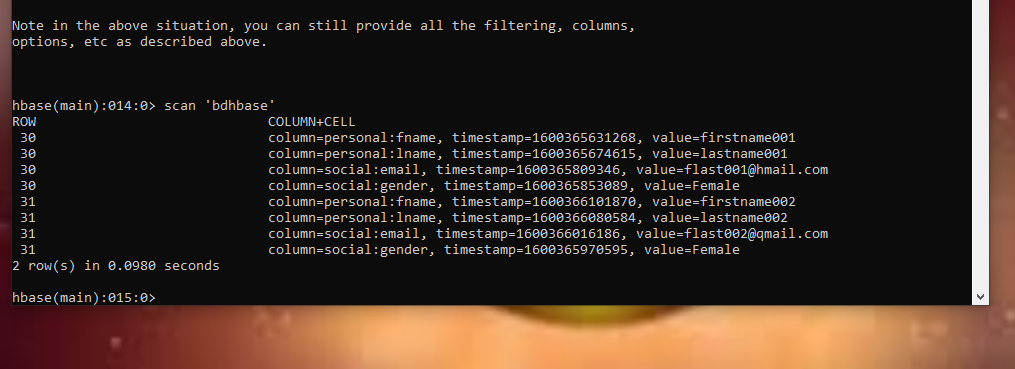 Note in the above situation, you can still provide all the filtering, columns,
options, etc as described above.
hbase(main):014:0> scan 'bdhbase'
ROW COLUMN+CELL
30 column=personal:fname, timestamp=1600365631268, value=firstname001
30 column=personal:lname, timestamp=1600365674615, value=lastname001
30 column=social:email, timestamp=1600365809346, value=flast001@hmail.com
30 column=social:gender, timestamp=1600365853089, value=Female
31 column=personal:fname, timestamp=1600366101870, value=firstname002
31 column=personal:lname, timestamp=1600366080584, value=lastname002
31 column=social:email, timestamp=1600366016186, value=flast002@qmail.com
31 column=social:gender, timestamp=1600365970595, value=Female
2 row(s) in 0.0980 seconds
hbase(main):015:0>